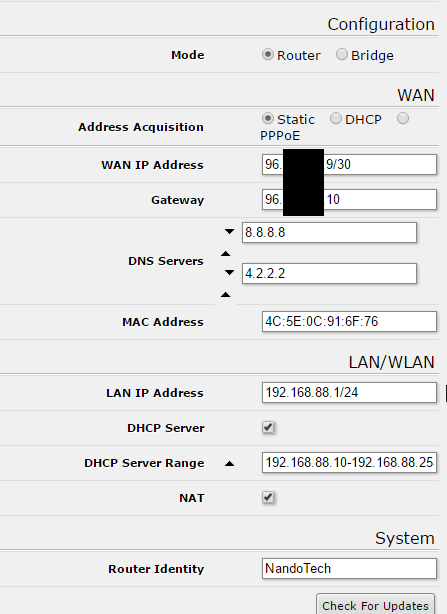 Configuration
Mode Router Bridge
WAN
Address Acquisition Static DHCP
PPPoE
WAN IP Address 96. 9/30
Gateway 96. 10
8.8.8.8
DNS Servers
4.2.2.2
MAC Address 4C:5E:0C:91:6F:76
LAN/WLAN
LAN IP Address 192.168.88.1/24
DHCP Server
DHCP Server Range 192.168.88.10-192.168.88.25
NAT
System
Router Identity NandoTech
Check For Updates